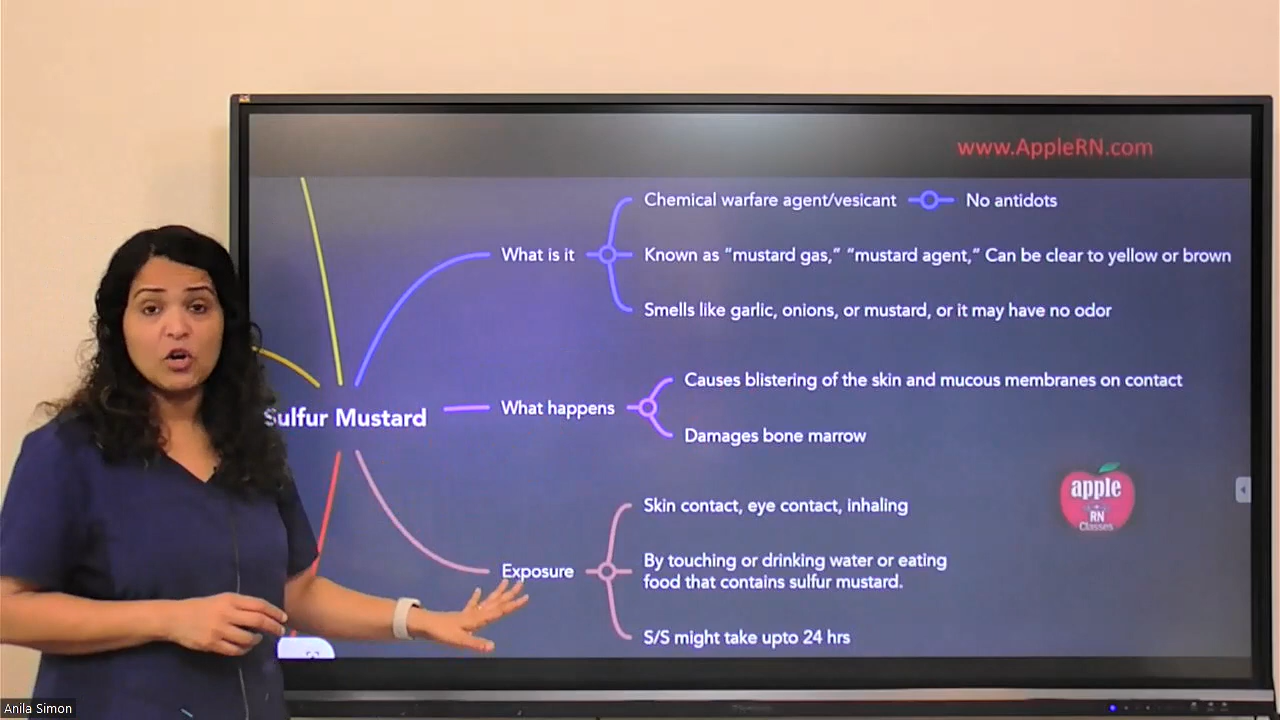 www.AppleRN.com
Chemical warfare agent/vesicant
No antidots
What is it
Known as “mustard gas,” “mustard agent,” Can be clear to yellow or brown
Smells like garlic, onions, or mustard, or it may have no odor
Sulfur Mustard
What happens
Causes blistering of the skin and mucous membranes on contact
Damages bone marrow
apple
RN
Classes
Exposure
Skin contact, eye contact, inhaling
By touching or drinking water or eating
food that contains sulfur mustard.
S/S might take upto 24 hrs
Anila Simon